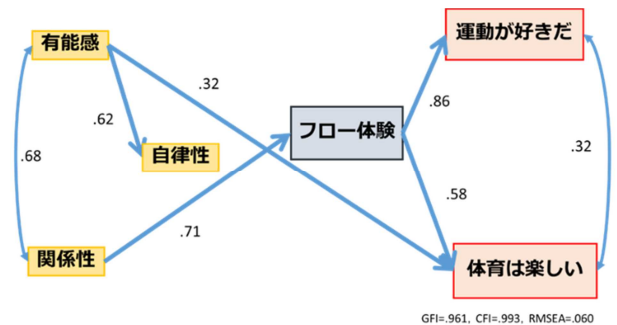 有能感
運動が好きだ
.32
.86
.62
フロー体験
自律性
.68
.32
.58
.71
関係性
体育は楽しい
GFI=.961, CFI=.993, RMSEA=.060